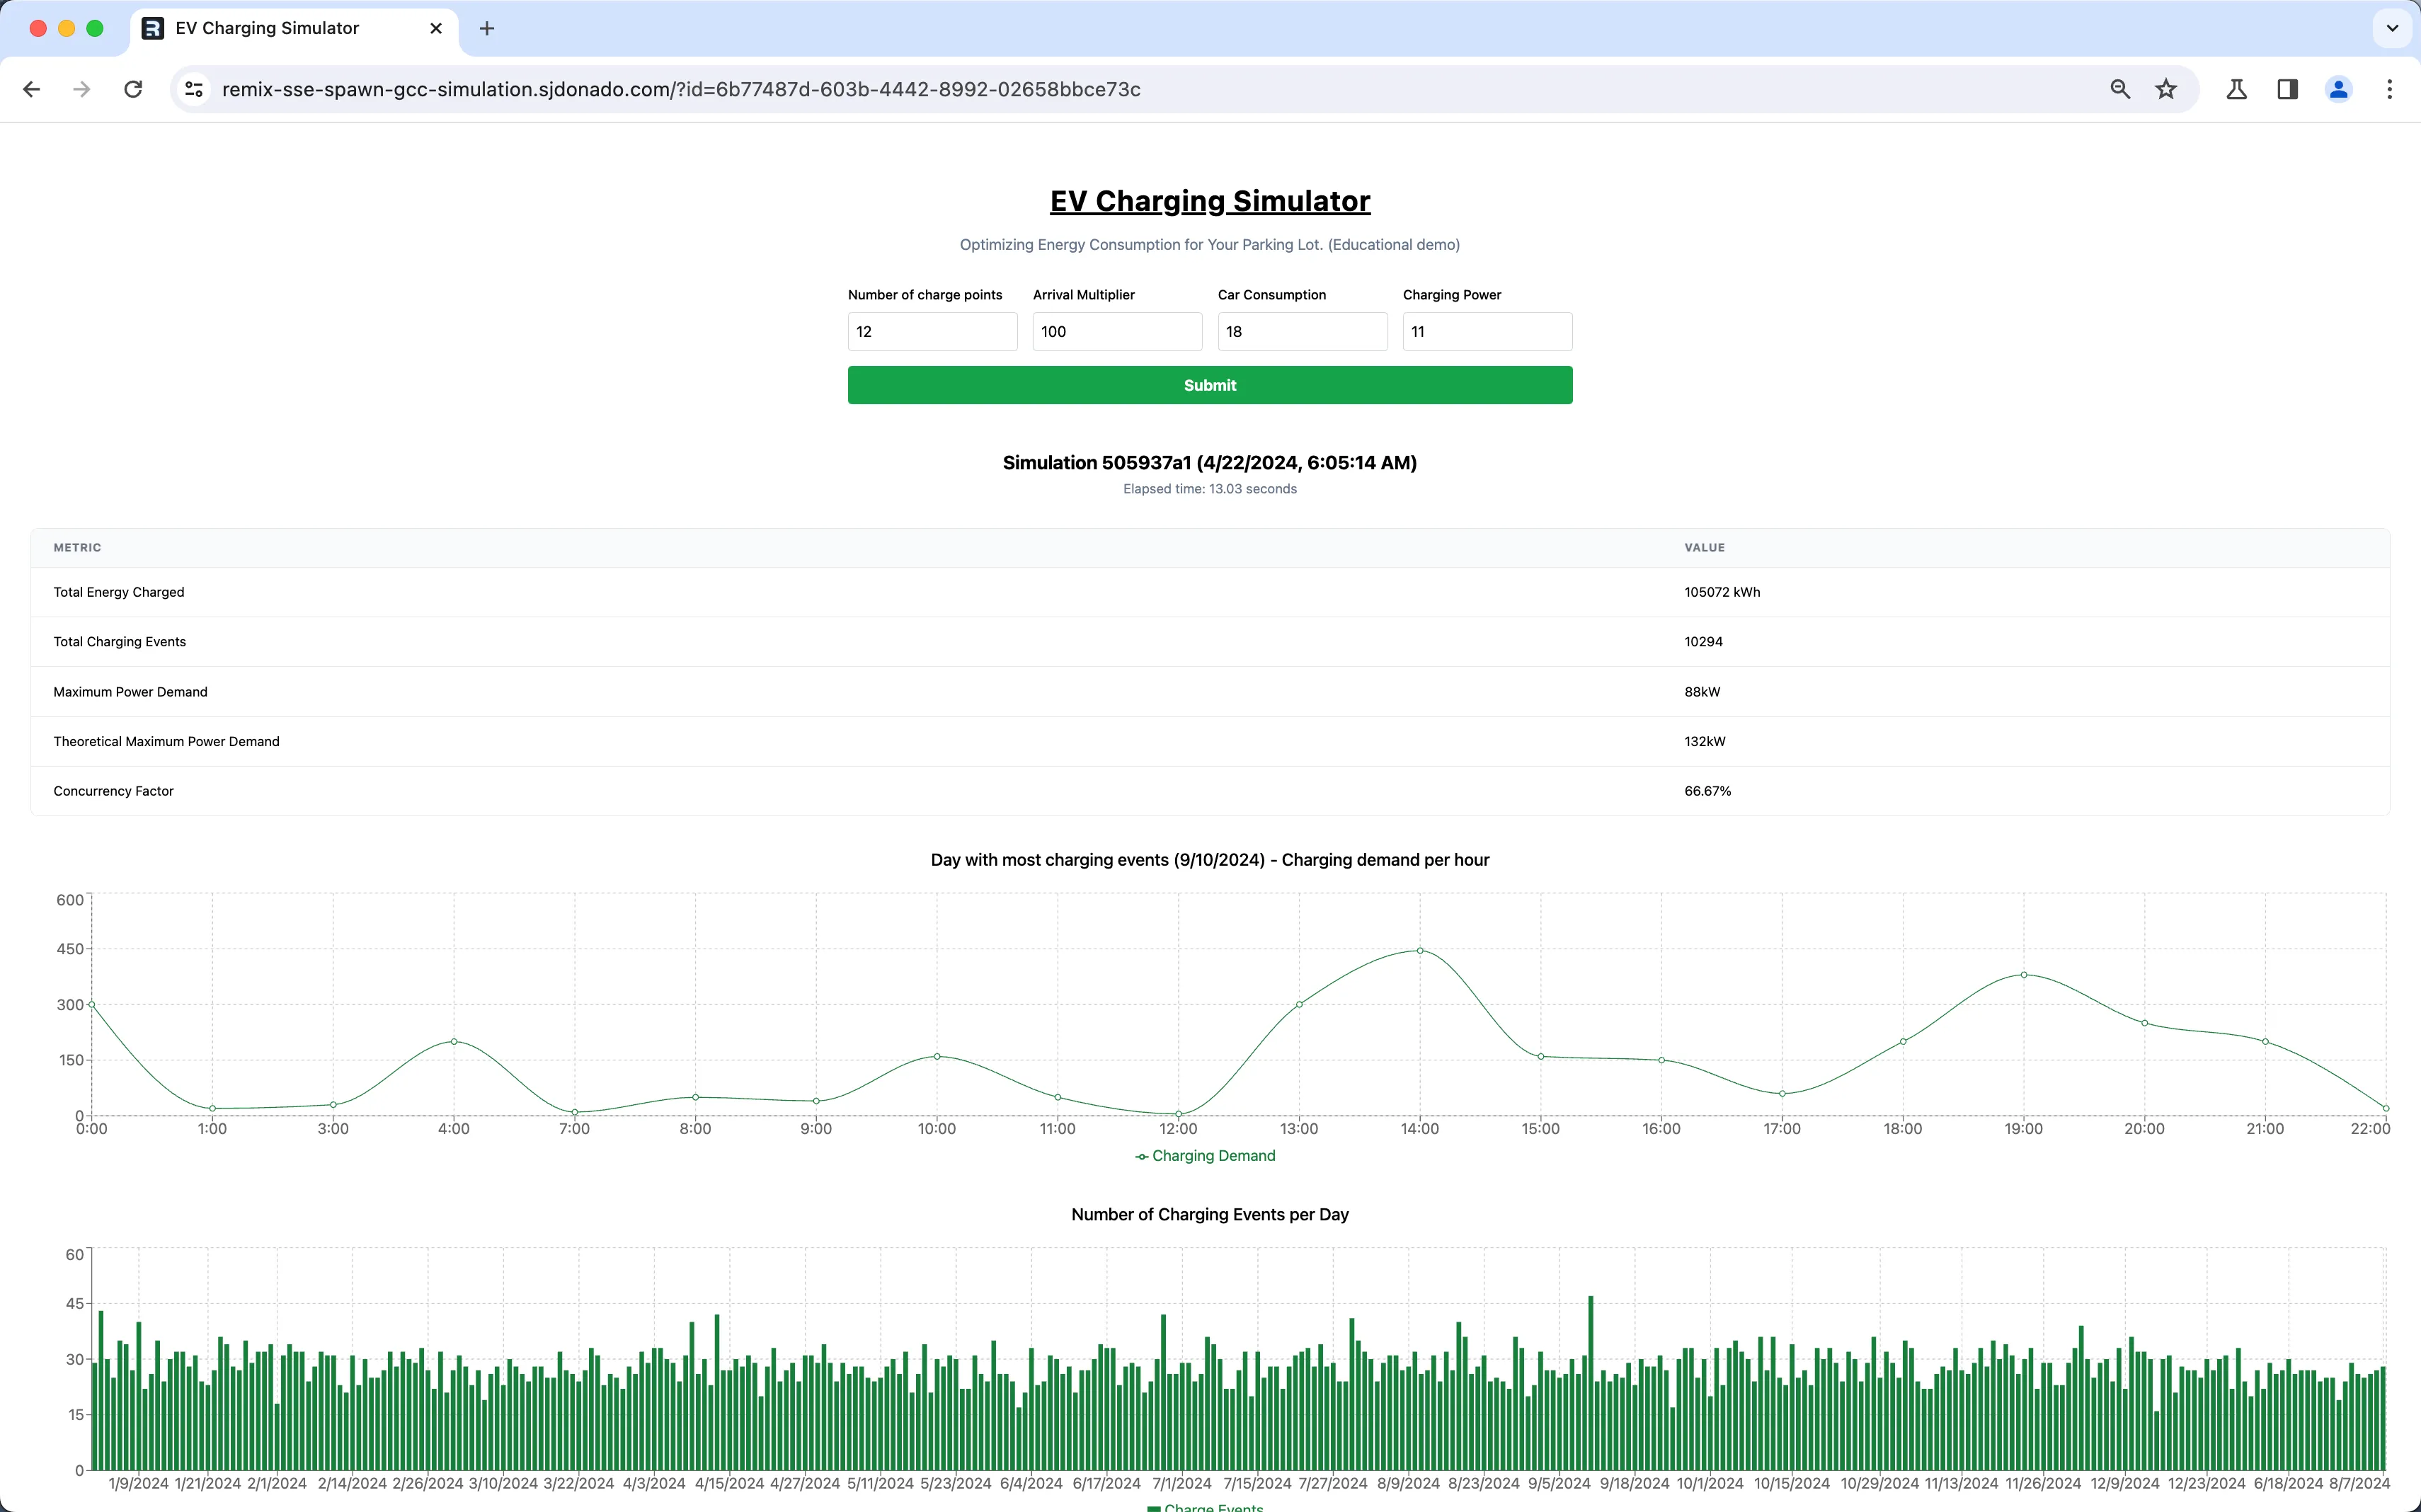 EV Charging Simulator
remix-sse-spawn-gcc-simulation.sjdonado.com/?id=6b77487d-603b-4442-8992-02658bbce73c
EV Charging Simulator
Optimizing Energy Consumption for Your Parking Lot. (Educational demo)
Number of charge points Arrival Multiplier Car Consumption Charging Power
12 100 18 11
Submit
Simulation 505937a1 (4/22/2024, 6:05:14 AM)
Elapsed time: 13.03 seconds
METRIC VALUE
Total Energy Charged 105072 kWh
Total Charging Events 10294
Maximum Power Demand 88kW
Theoretical Maximum Power Demand 132kW
Concurrency Factor 66.67%
Day with most charging events (9/10/2024) - Charging demand per hour
600
450
300
150
0
0:00 1:00 3:00 4:00 7:00 8:00 9:00 10:00 11:00 12:00 13:00 14:00 15:00 16:00 17:00 18:00 19:00 20:00 21:00 22:00
Charging Demand
Number of Charging Events per Day
60
45
30
15
0
1/9/2024 1/21/2024 2/1/2024 2/14/2024 2/26/2024 3/10/2024 3/22/2024 4/3/2024 4/15/2024 4/27/2024 5/11/2024 5/23/2024 6/4/2024 6/17/2024 7/1/2024 7/15/2024 7/27/2024 8/9/2024 8/23/2024 9/5/2024 9/18/2024 10/1/2024 10/15/2024 10/29/2024 11/13/2024 11/26/2024 12/9/2024 12/23/2024 6/18/2024 8/7/2024
Charge Events